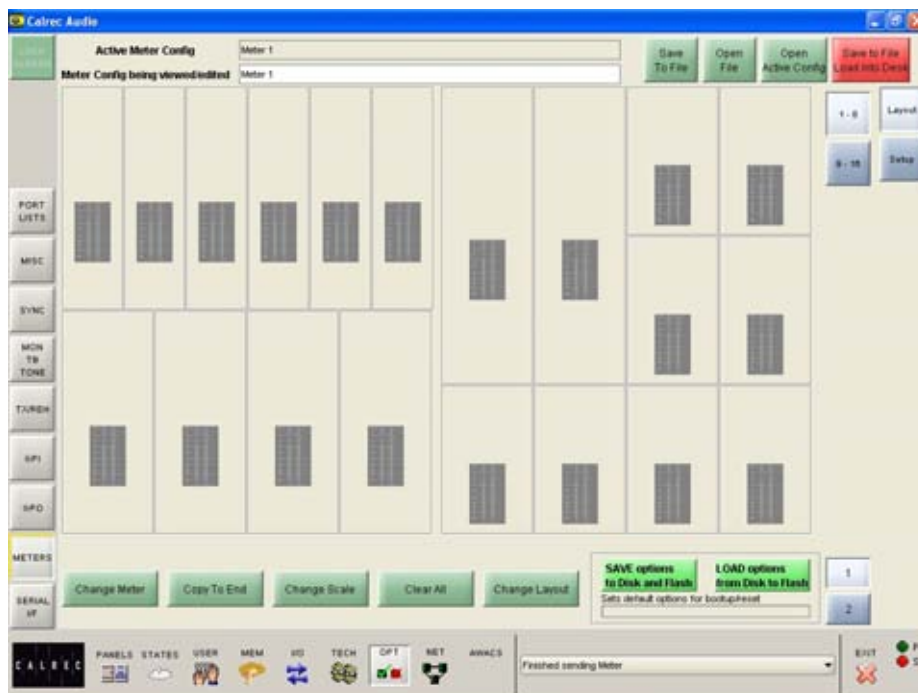 Calrec Audio
Active Meter Config
Meter 1
Save To File
Open File
Open Active Config
Save to File Load Into Desk
Meter Config being viewed/edited
Meter 1
1 - 8
Layout
9 - 16
Setup
PORT LISTS
MISC
SYNC
MON TB TONE
TX/REH
GPI
GPO
METERS
SERIAL I/F
Change Meter
Copy To End
Change Scale
Clear All
Change Layout
SAVE options to Disk and Flash
LOAD options from Disk to Flash
Sets default options for bootup/reset
1
2
CALREC
PANELS
STATES
USER
MEM
I/O
TECH
OPT
NET
AWACS
Finished sending Meter
EXIT